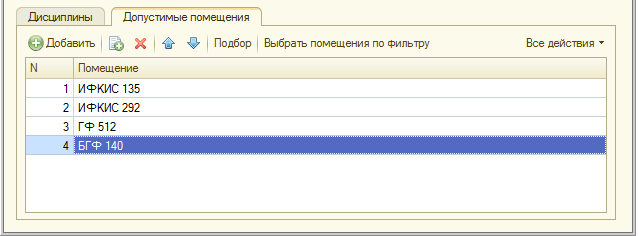 Дисциплины Допустимые помещения
Добавить Подбор Выбрать помещения по фильтру Все действия
N Помещение
1 ИФКИС 135
2 ИФКИС 292
3 ГФ 512
4 БГФ 140